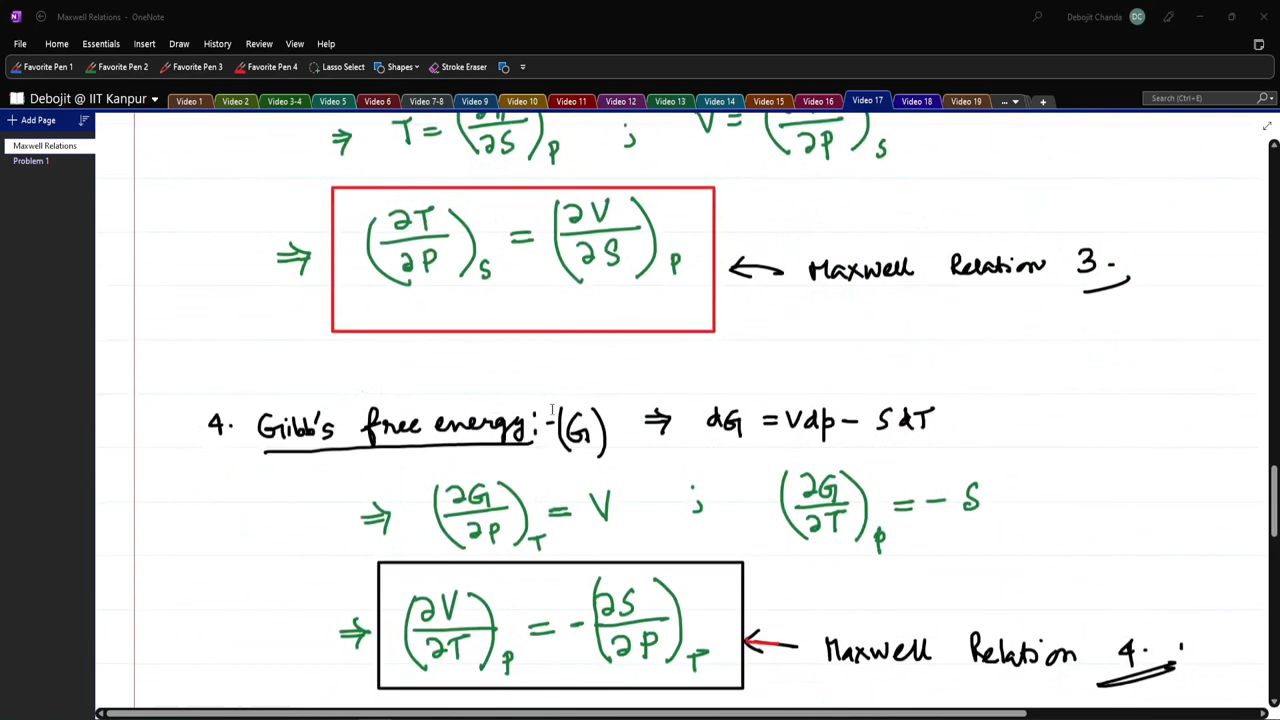 Maxwell Relations - OneNote
Debojit Chanda DC
File Home Essentials Insert Draw History Review View Help
Favorite Pen 1 Favorite Pen 2 Favorite Pen 3 Favorite Pen 4 Lasso Select Shapes Stroke Eraser
Debojit @ IIT Kanpur Video 1 Video 2 Video 3-4 Video 5 Video 6 Video 7-8 Video 9 Video 10 Video 11 Video 12 Video 13 Video 14 Video 15 Video 16 Video 17 Video 18 Video 19 ... + Search (Ctrl+E)
+ Add Page
Maxwell Relations
Problem 1
⇒ T = (∂H/∂S)_P ; V = (∂H/∂P)_S
⇒ (∂T/∂P)_S = (∂V/∂S)_P ← Maxwell Relation 3.
4. Gibb's free energy:-(G) ⇒ dG = Vdp - SdT
⇒ (∂G/∂P)_T = V ; (∂G/∂T)_P = - S
⇒ (∂V/∂T)_P = -(∂S/∂P)_T ← Maxwell Relation 4.